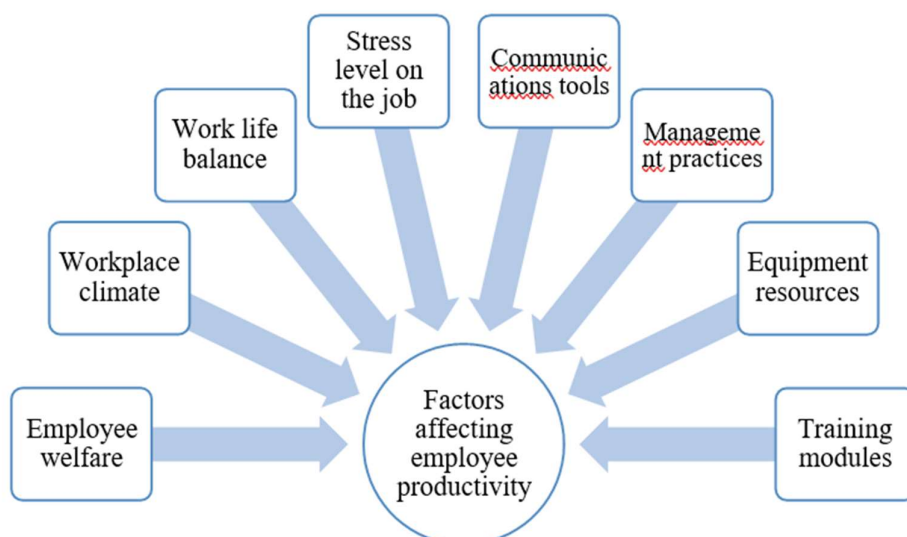 Stress
level on
the job
Communic
ations tools
Work life
balance
Manageme
nt practices
Workplace
climate
Equipment
resources
Employee
welfare
Factors
affecting
employee
productivity
Training
modules